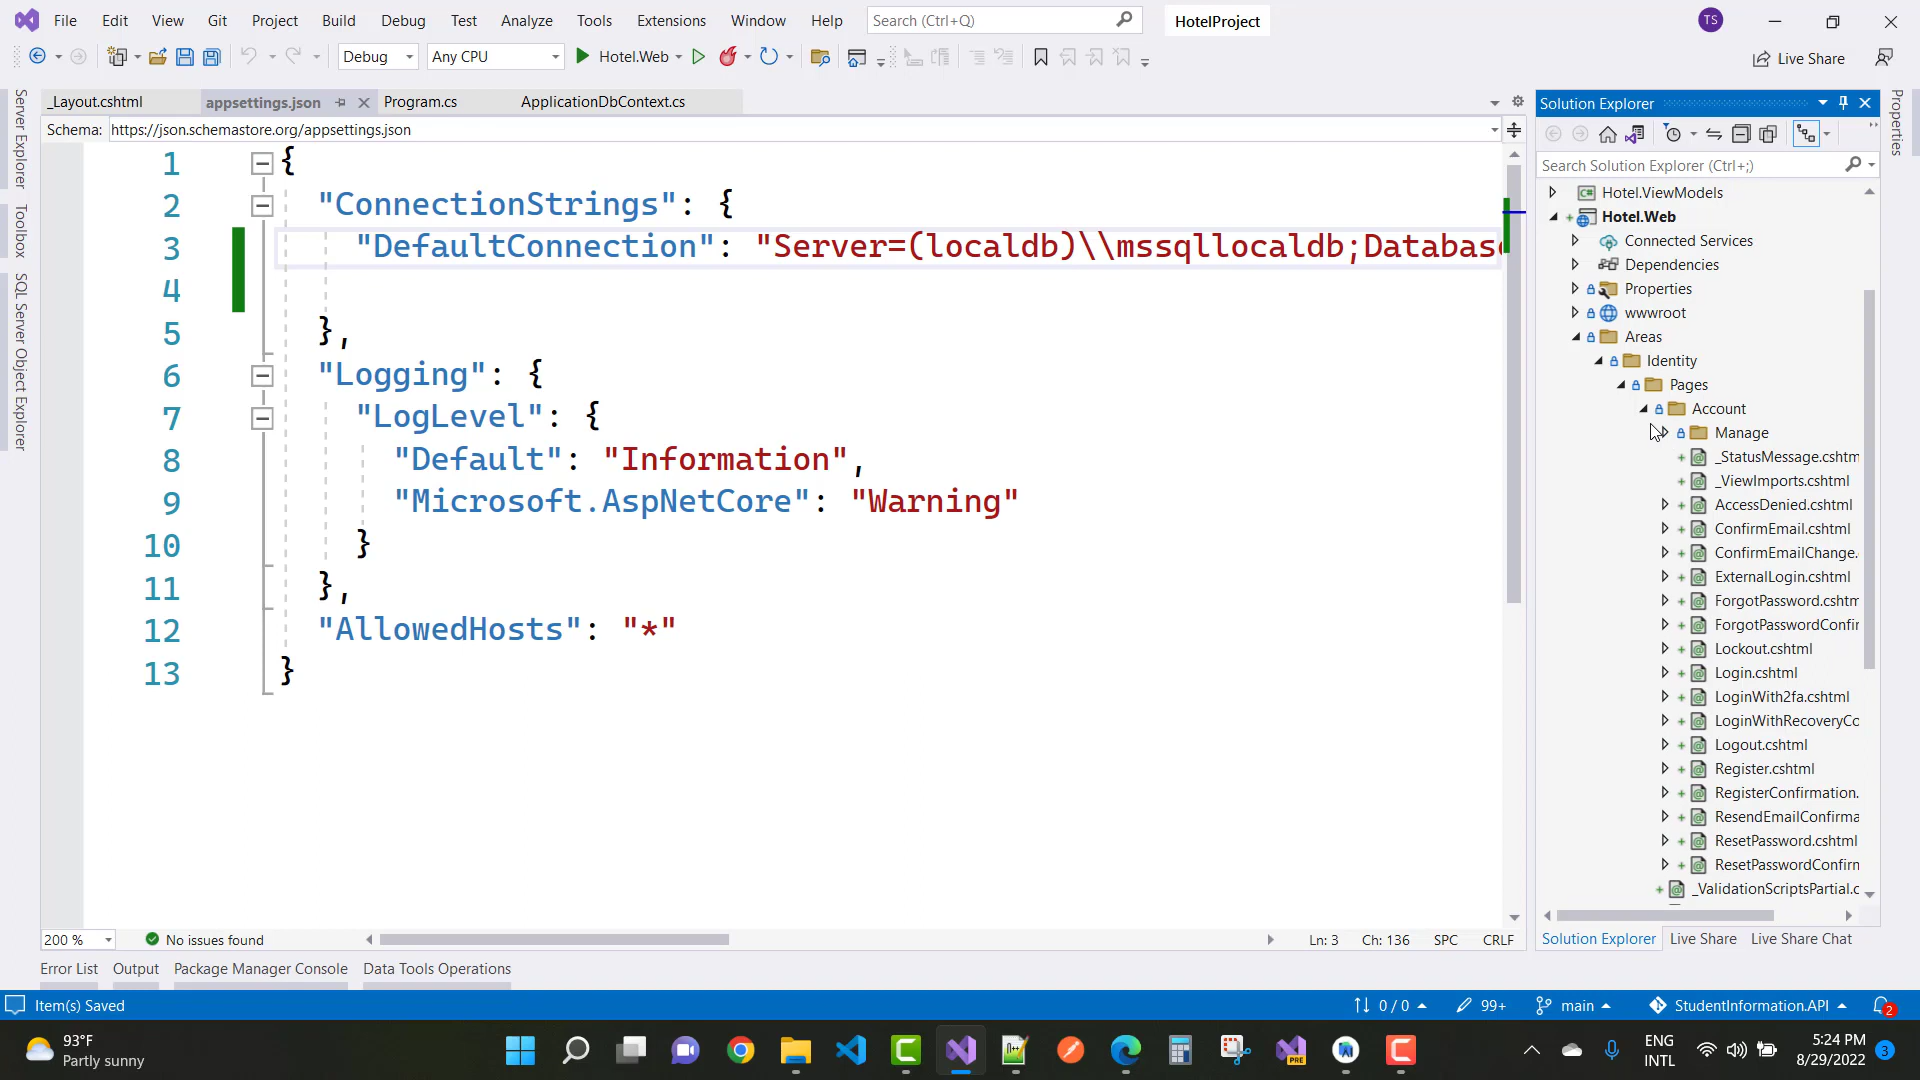 File Edit View Git Project Build Debug Test Analyze Tools Extensions Window Help Search (Ctrl+Q) HotelProject TS
Debug Any CPU Hotel.Web Live Share
_Layout.cshtml appsettings.json Program.cs ApplicationDbContext.cs
Schema: https://json.schemastore.org/appsettings.json
Server Explorer
Toolbox
SQL Server Object Explorer
1 {
2 "ConnectionStrings": {
3 "DefaultConnection": "Server=(localdb)\\mssqllocaldb;Databas
4
5 },
6 "Logging": {
7 "LogLevel": {
8 "Default": "Information",
9 "Microsoft.AspNetCore": "Warning"
10 }
11 },
12 "AllowedHosts": "*"
13 }
Solution Explorer
Search Solution Explorer (Ctrl+;)
Hotel.ViewModels
Hotel.Web
Connected Services
Dependencies
Properties
wwwroot
Areas
Identity
Pages
Account
Manage
_StatusMessage.cshtm
_ViewImports.cshtml
AccessDenied.cshtml
ConfirmEmail.cshtml
ConfirmEmailChange.
ExternalLogin.cshtml
ForgotPassword.cshtm
ForgotPasswordConfir
Lockout.cshtml
Login.cshtml
LoginWith2fa.cshtml
LoginWithRecoveryCo
Logout.cshtml
Register.cshtml
RegisterConfirmation.
ResendEmailConfirma
ResetPassword.cshtml
ResetPasswordConfirm
_ValidationScriptsPartial.c
Properties
200 % No issues found Ln: 3 Ch: 136 SPC CRLF
Solution Explorer Live Share Live Share Chat
Error List Output Package Manager Console Data Tools Operations
Item(s) Saved 0 / 0 99+ main StudentInformation.API 2
93°F
Partly sunny
PRE
ENG
INTL
5:24 PM
8/29/2022
3